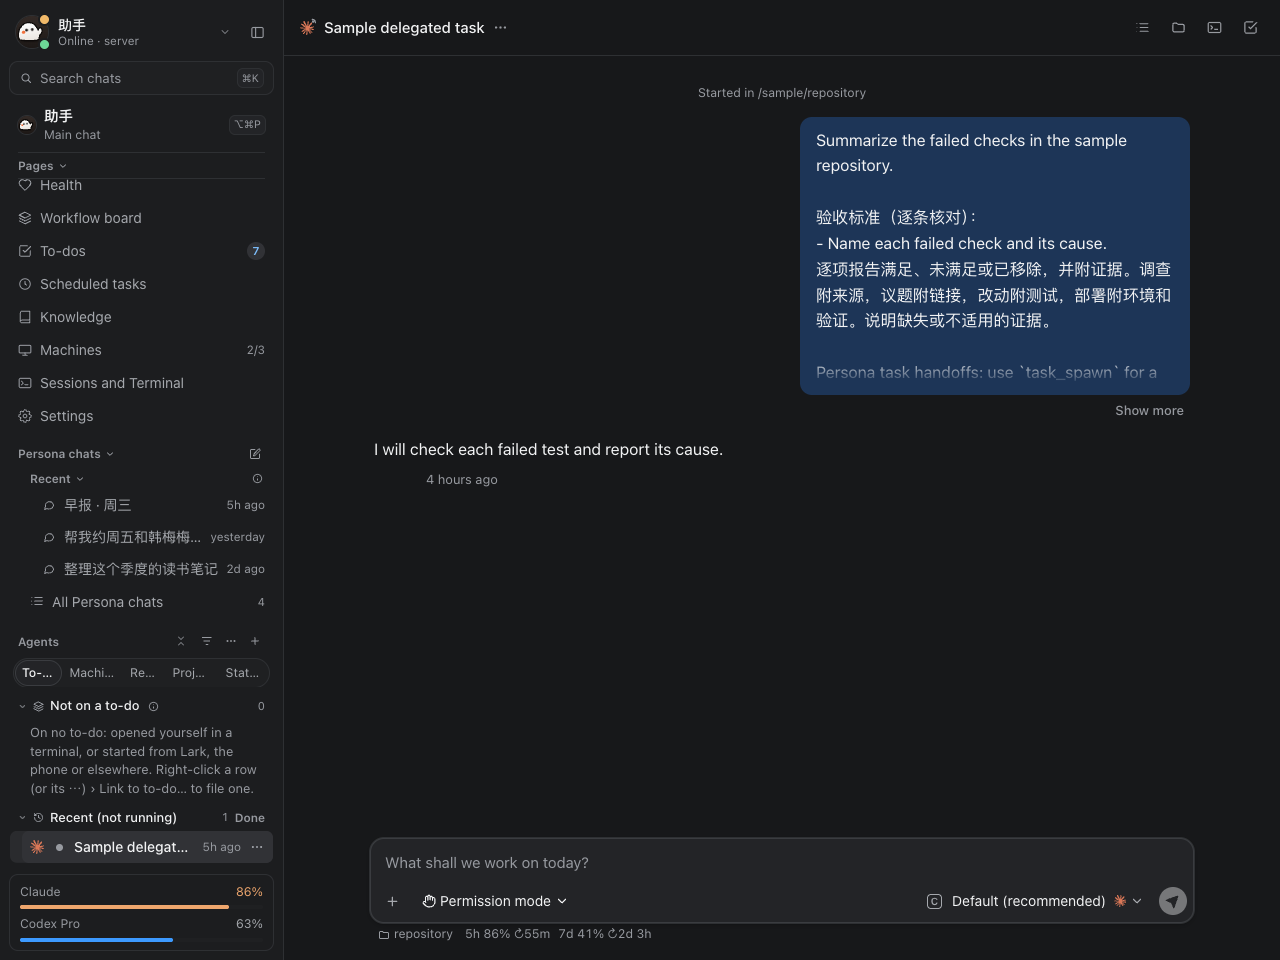 助手
Online · server
Search chats
⌘K
助手
Main chat
⌥⌘P
Pages
Health
Workflow board
To-dos
7
Scheduled tasks
Knowledge
Machines
2/3
Sessions and Terminal
Settings
Persona chats
Recent
早报 · 周三
5h ago
帮我约周五和韩梅梅...
yesterday
整理这个季度的读书笔记
2d ago
All Persona chats
4
Agents
To-...
Machi...
Re...
Proj...
Stat...
Not on a to-do
0
On no to-do: opened yourself in a
terminal, or started from Lark, the
phone or elsewhere. Right-click a row
(or its ···) › Link to to-do... to file one.
Recent (not running)
1 Done
Sample delegat...
5h ago
Claude
86%
Codex Pro
63%
Sample delegated task
Started in /sample/repository
Summarize the failed checks in the sample
repository.
验收标准（逐条核对）：
- Name each failed check and its cause.
逐项报告满足、未满足或已移除，并附证据。调查
附来源，议题附链接，改动附测试，部署附环境和
验证。说明缺失或不适用的证据。
Persona task handoffs: use `task_spawn` for a
Show more
I will check each failed test and report its cause.
4 hours ago
What shall we work on today?
Permission mode
C
Default (recommended)
repository
5h 86% ↻55m
7d 41% ↻2d 3h